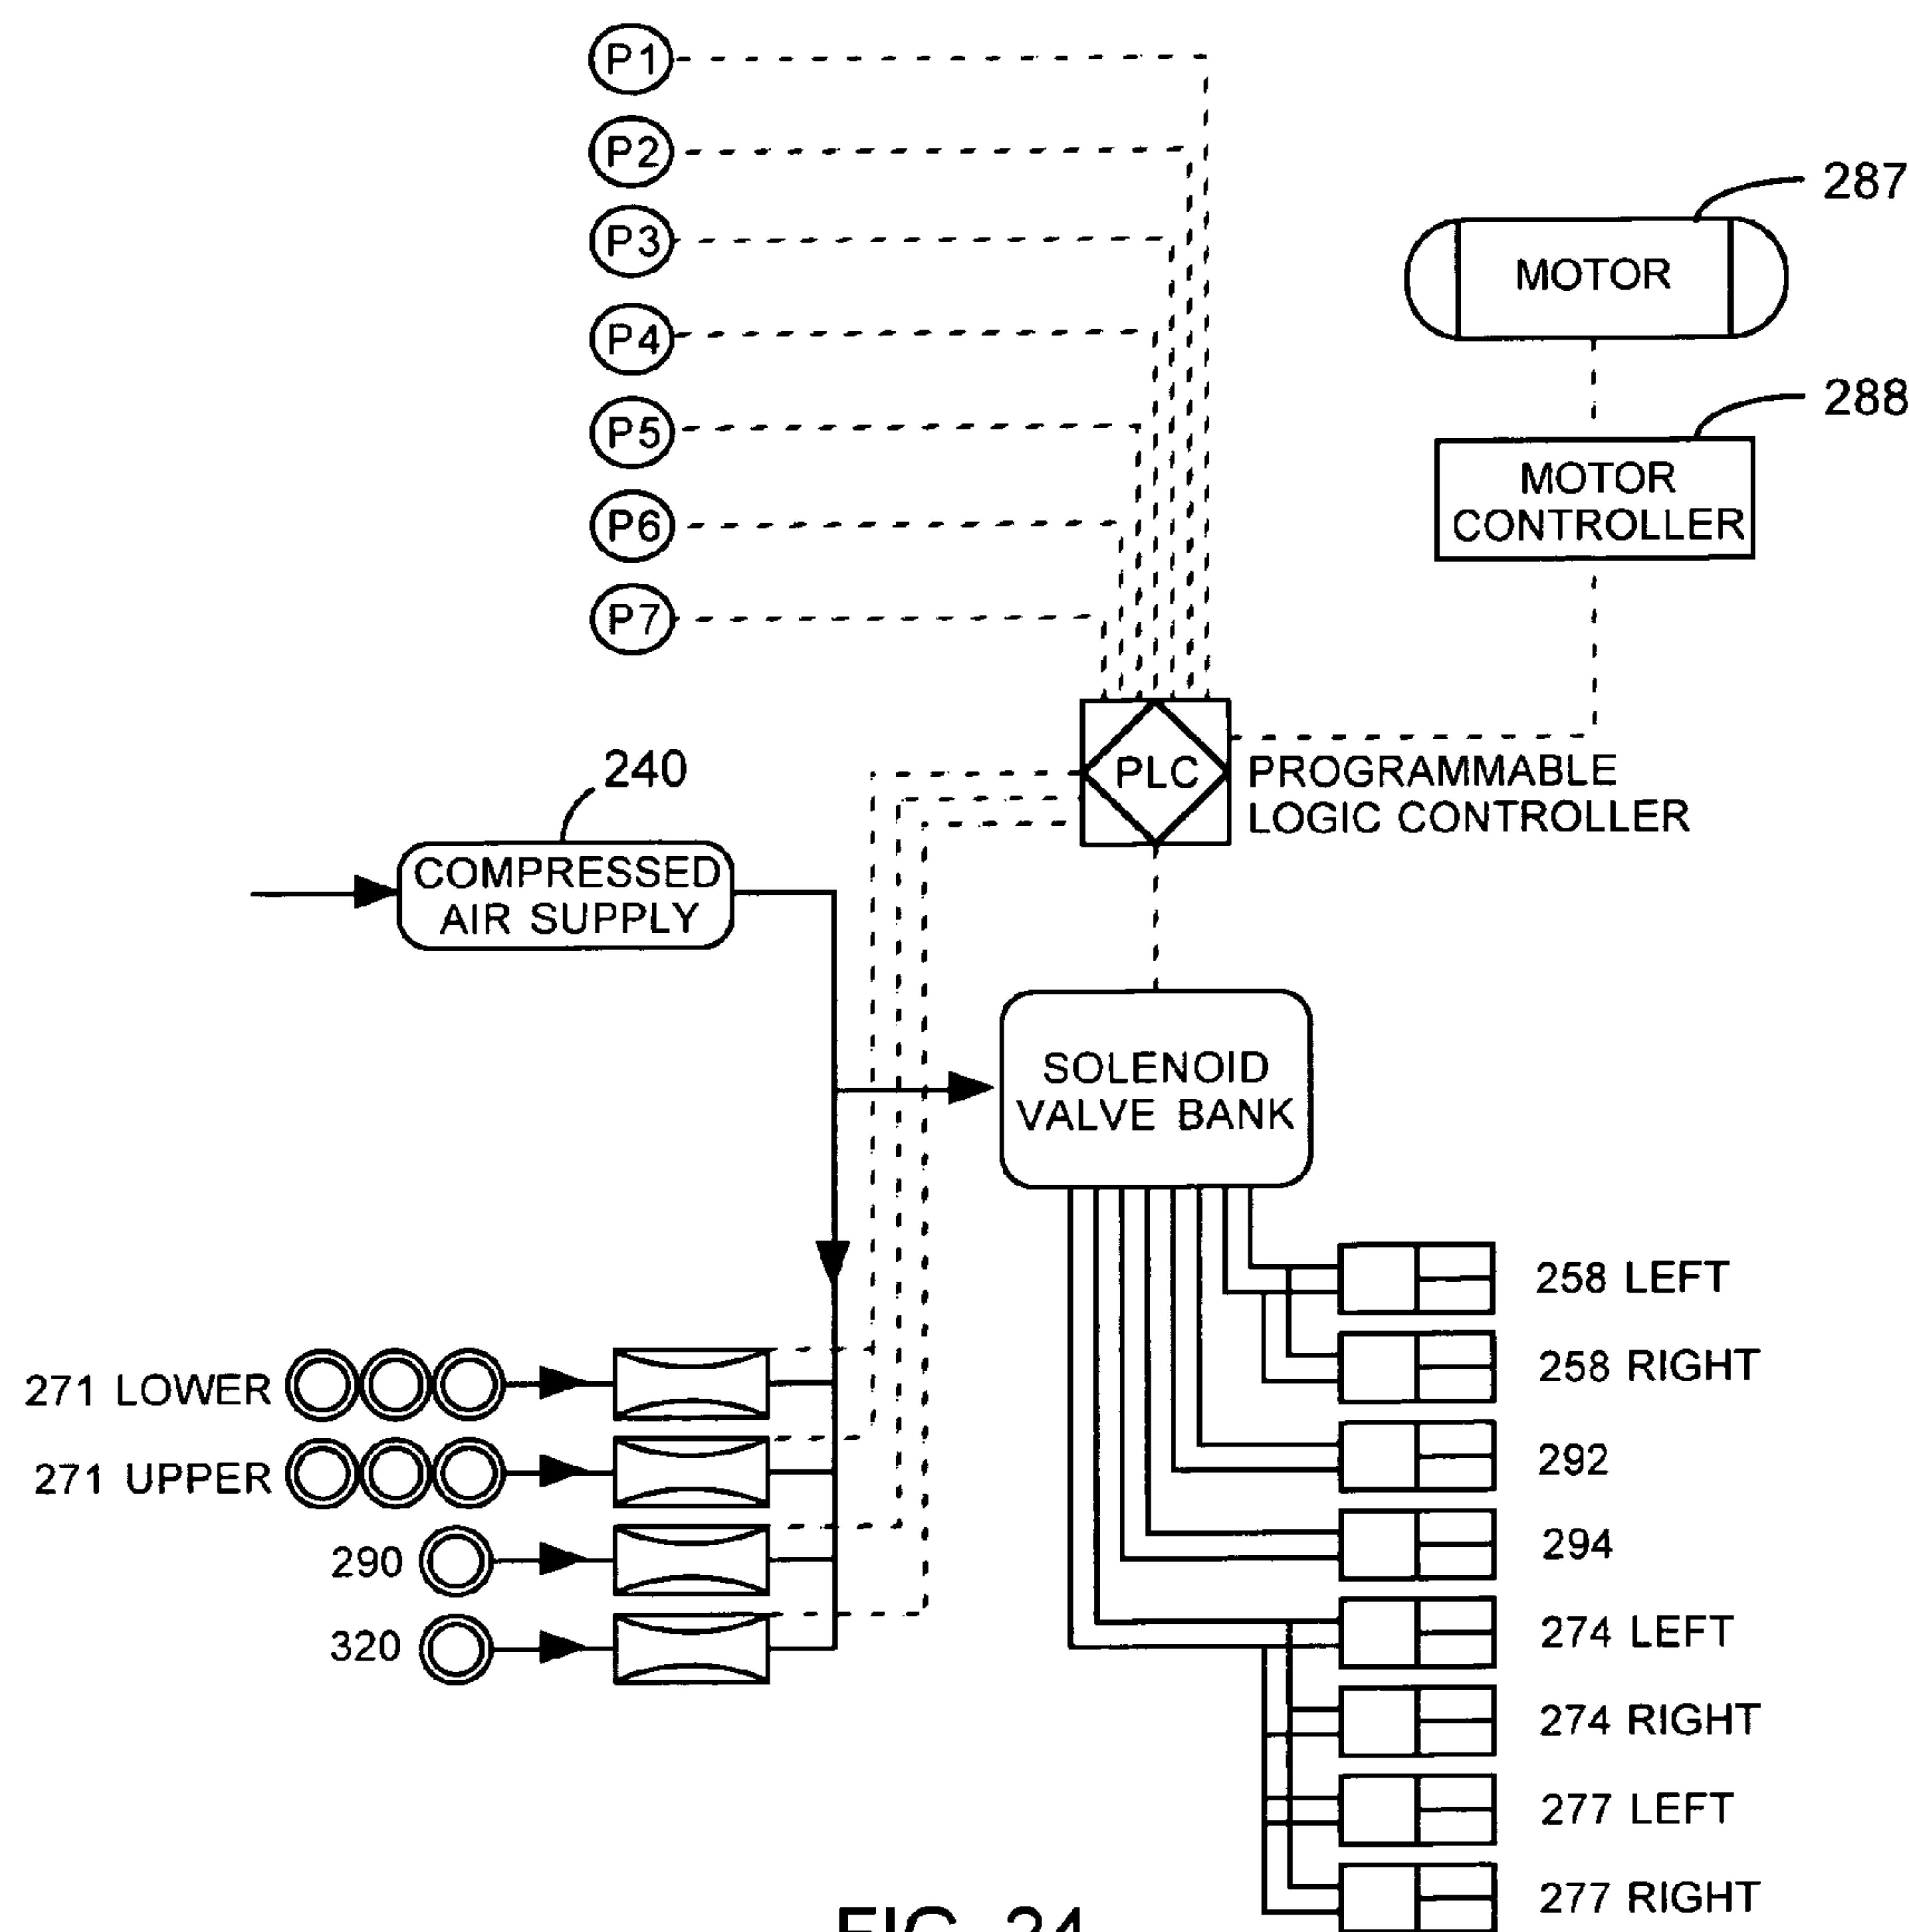 P1
P2
P3
P4
P5
P6
P7
287
MOTOR
288
MOTOR
CONTROLLER
PLC
PROGRAMMABLE
LOGIC CONTROLLER
240
COMPRESSED
AIR SUPPLY
SOLENOID
VALVE BANK
271 LOWER
271 UPPER
290
320
258 LEFT
258 RIGHT
292
294
274 LEFT
274 RIGHT
277 LEFT
277 RIGHT
FIG. 24